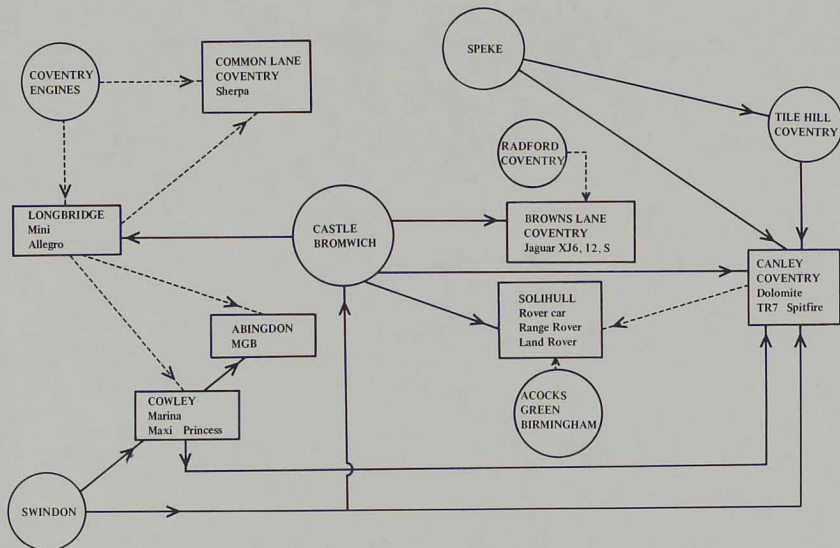 COVENTRY
ENGINES
COMMON LANE
COVENTRY
Sherpa
SPEKE
TILE HILL
COVENTRY
RADFORD
COVENTRY
LONGBRIDGE
Mini
Allegro
CASTLE
BROMWICH
BROWNS LANE
COVENTRY
Jaguar XJ6, 12, S
CANLEY
COVENTRY
Dolomite
TR7 Spitfire
SOLIHULL
Rover car
Range Rover
Land Rover
ABINGDON
MGB
COWLEY
Marina
Maxi Princess
ACOCKS
GREEN
BIRMINGHAM
SWINDON